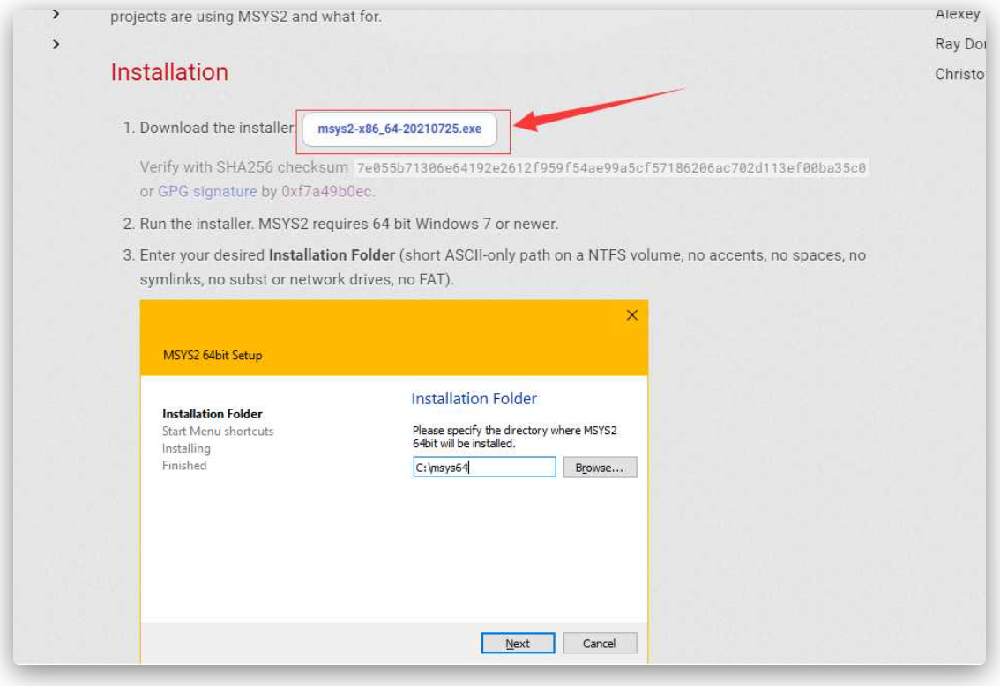 projects are using MSYS2 and what for.
Alexey
Ray Dor
Christo
Installation
1. Download the installer: msys2-x86_64-20210725.exe
Verify with SHA256 checksum 7e055b71306e64192e2612f959f54ae99a5cf57186206ac702d113ef00ba35c0
or GPG signature by 0xf7a49b0ec.
2. Run the installer. MSYS2 requires 64 bit Windows 7 or newer.
3. Enter your desired Installation Folder (short ASCII-only path on a NTFS volume, no accents, no spaces, no
symlinks, no subst or network drives, no FAT).
MSYS2 64bit Setup
Installation Folder
Start Menu shortcuts
Installing
Finished
Installation Folder
Please specify the directory where MSYS2
64bit will be installed.
C:\msys64
Browse...
Next
Cancel